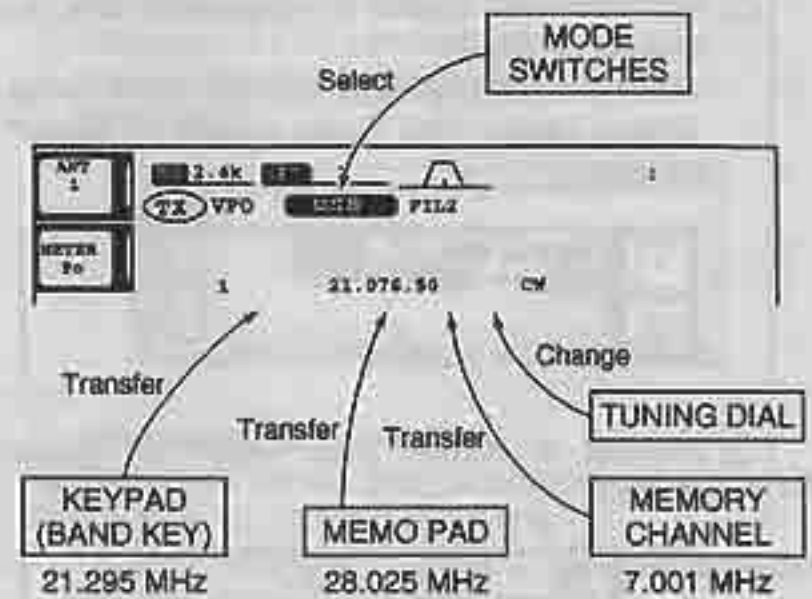 MODE
SWITCHES
Select
ANT
1
2.4k
TX VFO FIL2
METER
Po
1 21.076.50 CW
Change
Transfer
TUNING DIAL
Transfer
Transfer
KEYPAD
(BAND KEY)
MEMO PAD
MEMORY
CHANNEL
21.295 MHz
28.025 MHz
7.001 MHz